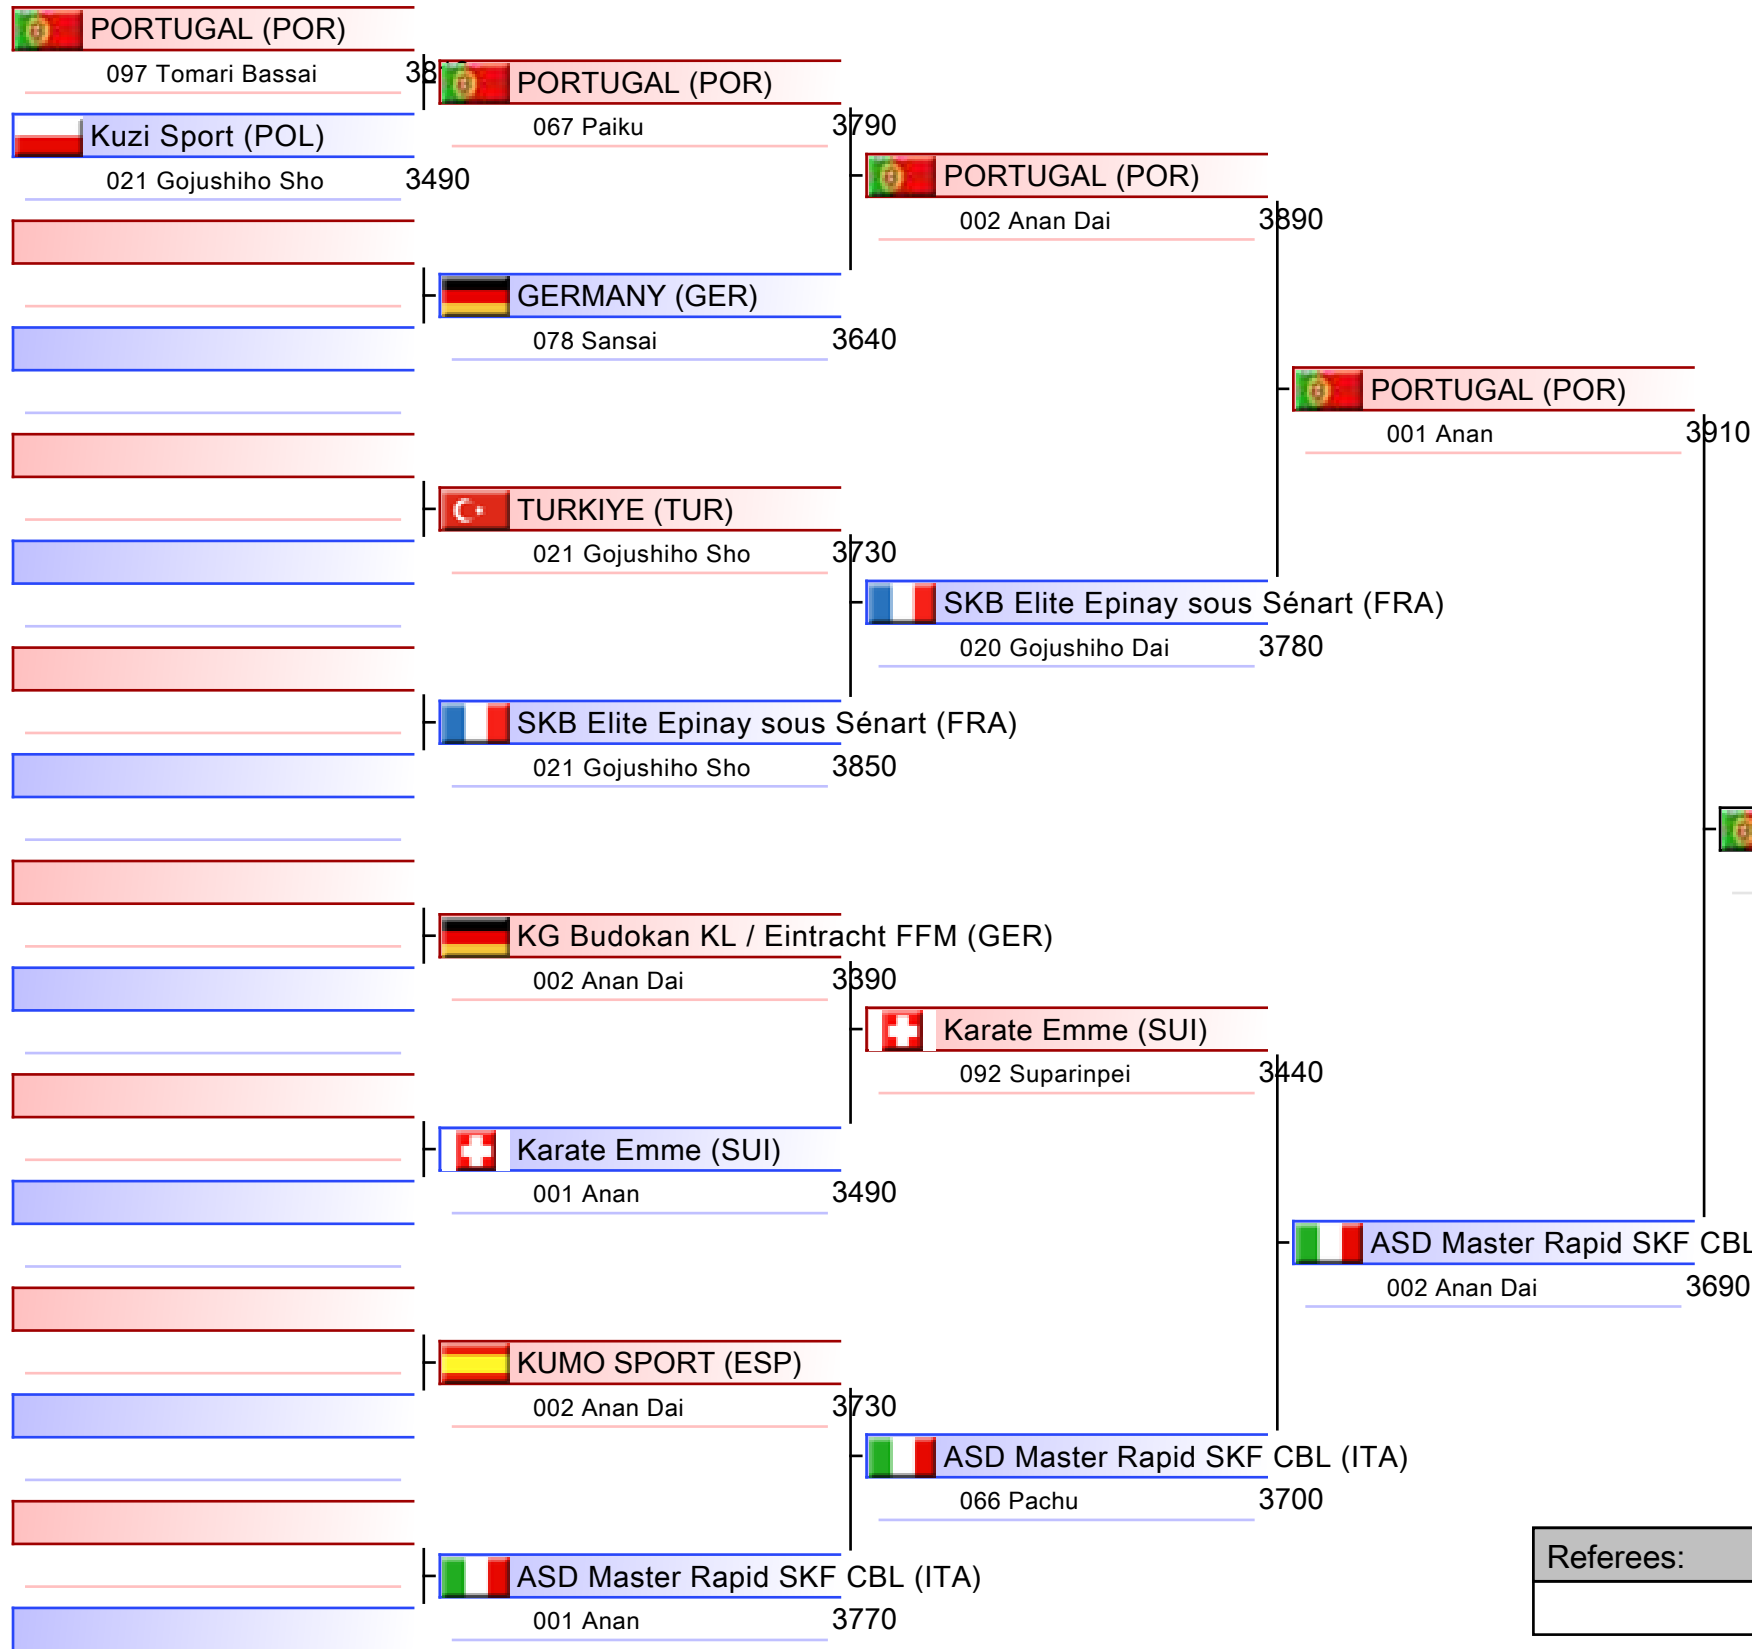 PORTUGAL (POR)
097 Tomari Bassai
Kuzi Sport (POL)
021 Gojushiho Sho 3490
PORTUGAL (POR)
067 Paiku 3790
GERMANY (GER)
078 Sansai 3640
TURKIYE (TUR)
021 Gojushiho Sho 3730
SKB Elite Epinay sous Sénart (FRA)
021 Gojushiho Sho 3850
KG Budokan KL / Eintracht FFM (GER)
002 Anan Dai 3390
Karate Emme (SUI)
001 Anan 3490
KUMO SPORT (ESP)
002 Anan Dai 3730
ASD Master Rapid SKF CBL (ITA)
001 Anan 3770
PORTUGAL (POR)
002 Anan Dai 3890
SKB Elite Epinay sous Sénart (FRA)
020 Gojushiho Dai 3780
Karate Emme (SUI)
092 Suparinpei 3440
ASD Master Rapid SKF CBL (ITA)
066 Pachu 3700
PORTUGAL (POR)
001 Anan 3910
ASD Master Rapid SKF CBL
002 Anan Dai 3690
Referees: